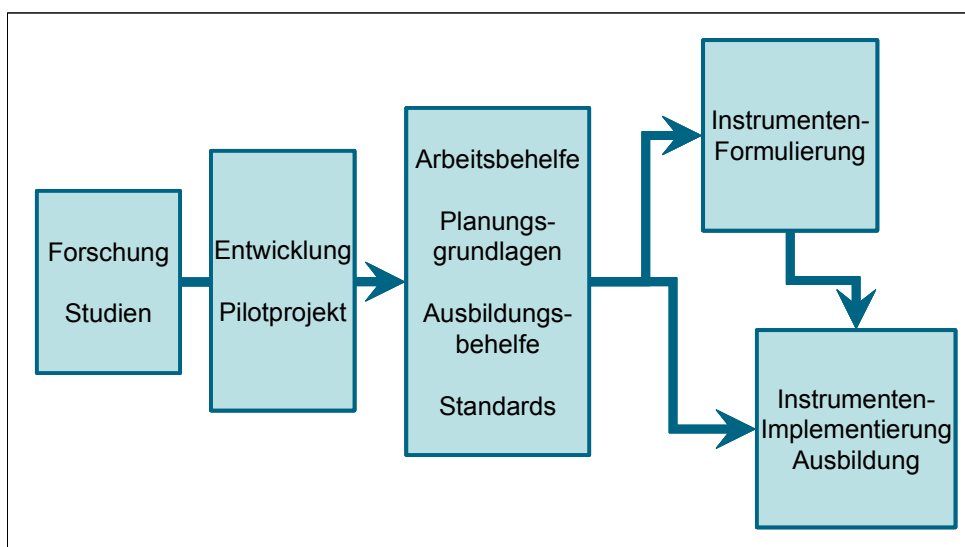 Forschung
Studien
Entwicklung
Pilotprojekt
Arbeitsbehelfe
Planungs-
grundlagen
Ausbildungs-
behelfe
Standards
Instrumenten-
Formulierung
Instrumenten-
Implementierung
Ausbildung